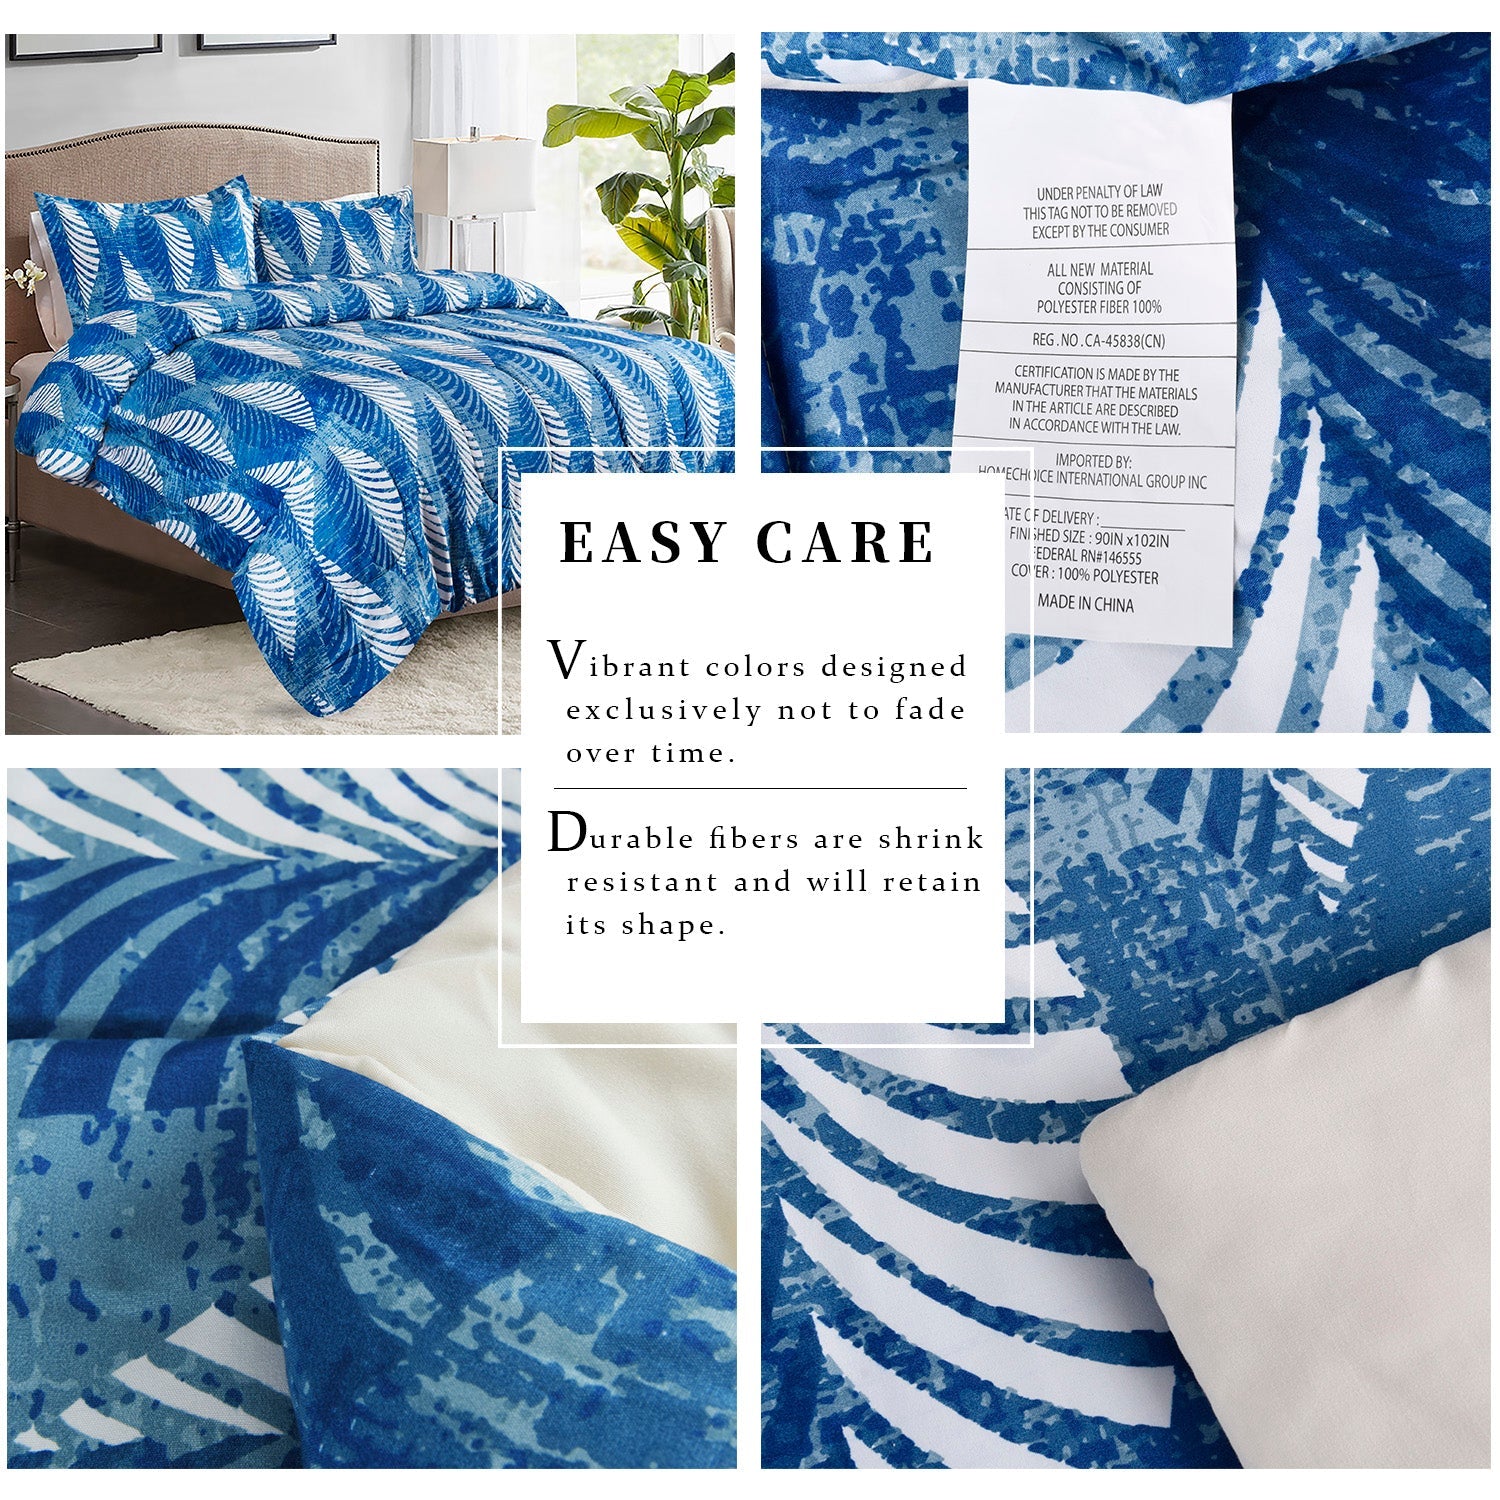 UNDER PENALTY OF LAW
THIS TAG NOT TO BE REMOVED
EXCEPT BY THE CONSUMER
ALL NEW MATERIAL
CONSISTING OF
POLYESTER FIBER 100%
REG.NO.CA-45838(CN)
CERTIFICATION IS MADE BY THE
MANUFACTURER THAT THE MATERIALS
IN THE ARTICLE ARE DESCRIBED
IN ACCORDANCE WITH THE LAW.
IMPORTED BY:
HOMECHOICE INTERNATIONAL GROUP INC
ATE OF DELIVERY :
FINISHED SIZE : 90IN x102IN
FEDERAL RN#146555
COVER : 100% POLYESTER
MADE IN CHINA
EASY CARE
Vibrant colors designed
exclusively not to fade
over time.
Durable fibers are shrink
resistant and will retain
its shape.